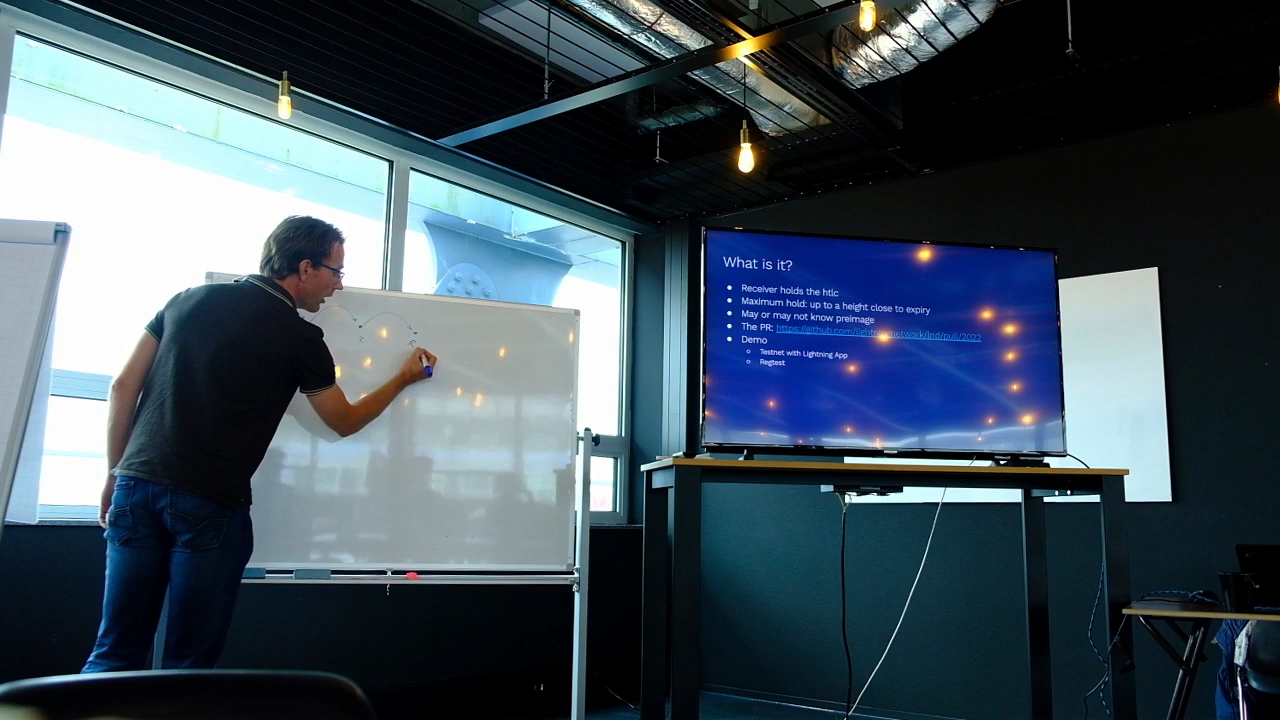 What is it?
● Receiver holds the htlc
● Maximum hold: up to a height close to expiry
● May or may not know preimage
● The PR: https://github.com/lightningnetwork/lnd/pull/2022
● Demo
○ Testnet with Lightning App
○ Regtest